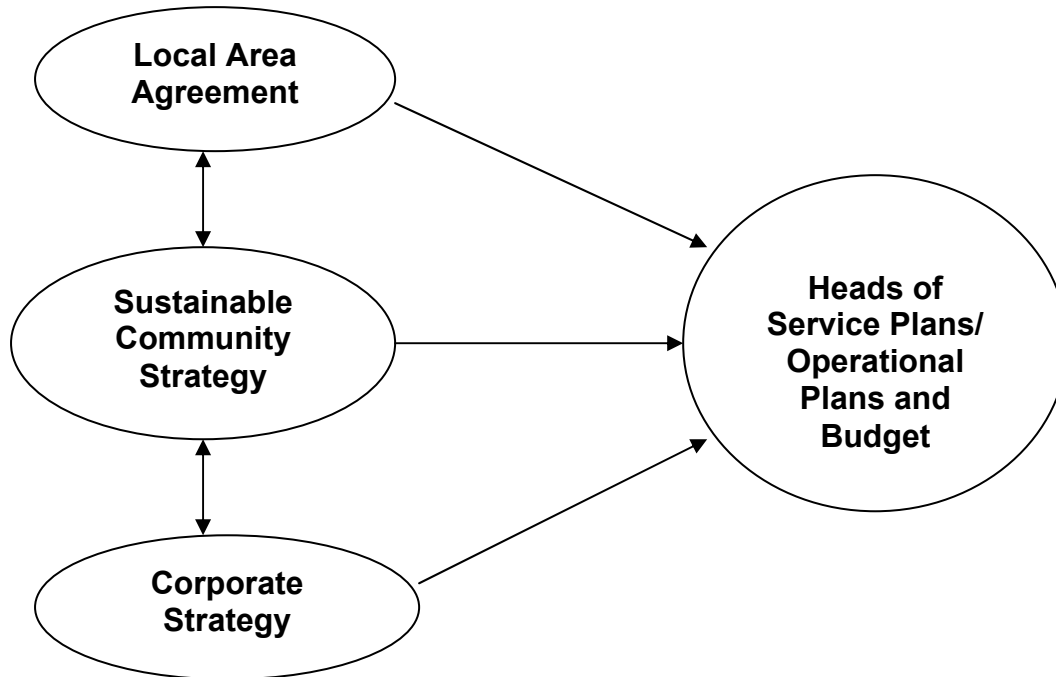 Local Area
Agreement
Sustainable
Community
Strategy
Corporate
Strategy
Heads of
Service Plans/
Operational
Plans and
Budget